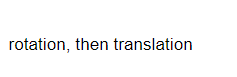 rotation, then translation